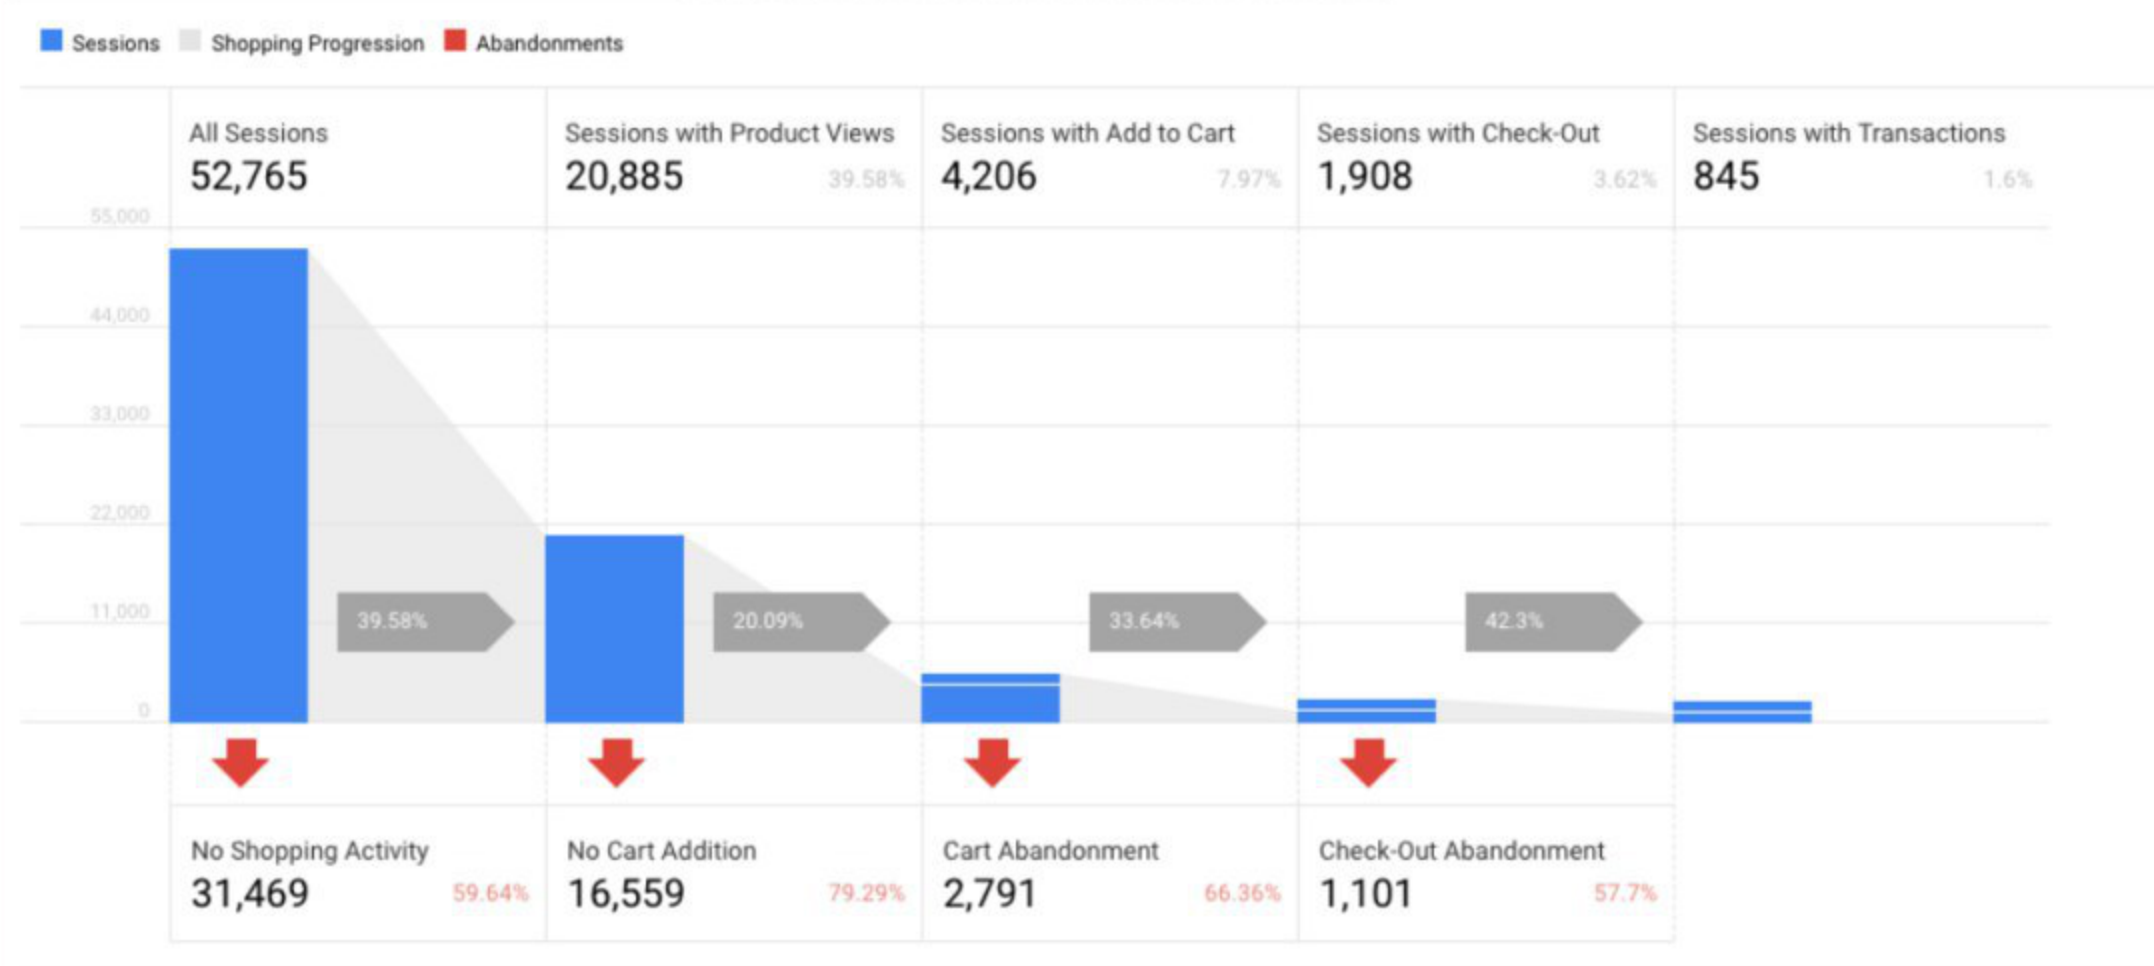 Sessions Shopping Progression Abandonments
All Sessions
52,765
Sessions with Product Views
20,885 39.58%
Sessions with Add to Cart
4,206 7.97%
Sessions with Check-Out
1,908 3.62%
Sessions with Transactions
845 1.6%
55,000
44,000
33,000
22,000
11,000
0
39.58%
20.09%
33.64%
42.3%
No Shopping Activity
31,469 59.64%
No Cart Addition
16,559 79.29%
Cart Abandonment
2,791 66.36%
Check-Out Abandonment
1,101 57.7%